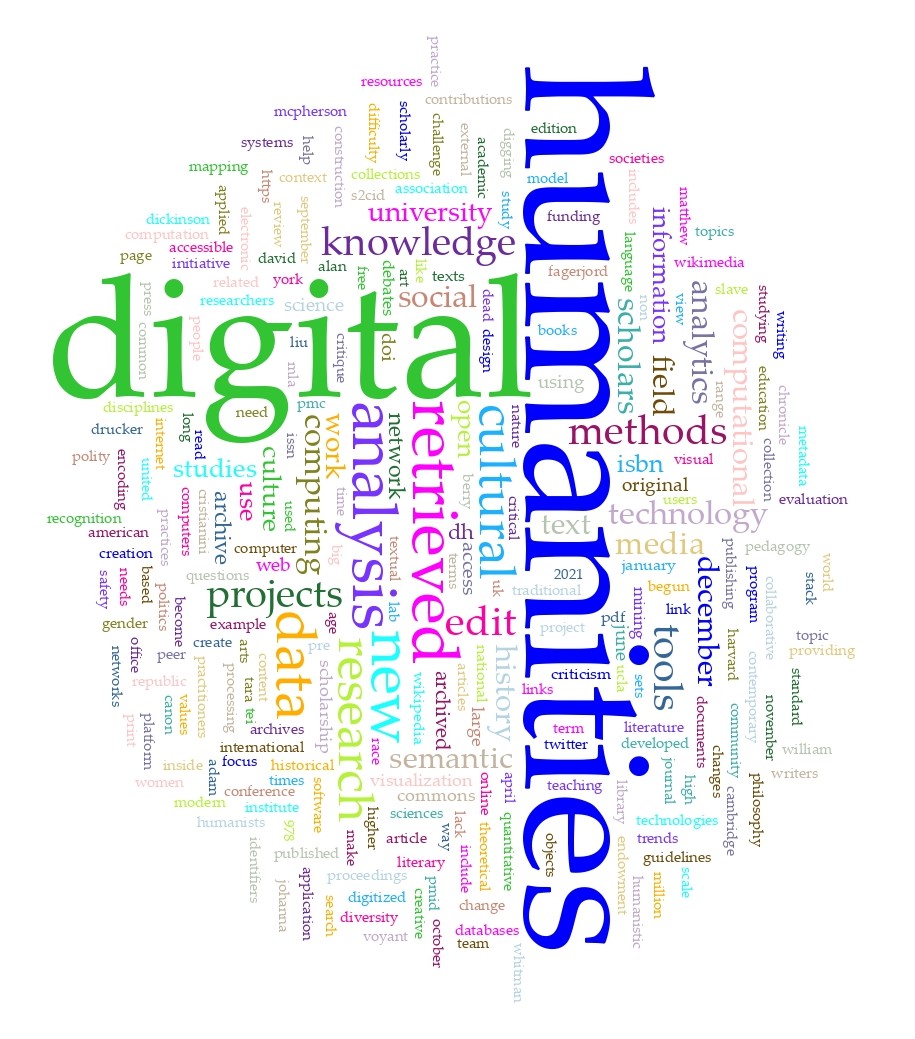 practice
resources
contributions
mcpherson
difficulty
scholarly
challenge
external
academic
digging
edition
humanities
systems
help
construction
societies
mapping
https
context
collections
association
s2cid
study
model
includes
matthew
applied
electronic
review
september
university
funding
language
information
topics
dickinson
computation
accessible
david
knowledge
page
initiative
alan
free
debates
art
like
texts
fagerjord
non
view
wikimedia
analytics
slave
studying
writing
press
common
related
york
researchers
science
social
dead
design
books
scholars
digital
people
liu
mla
critique
doi
using
field
computational
range
education
chronicle
disciplines
need
pmc
drucker
internet
long
read
issn
work
analysis
network
retrieved
open
cultural
nature
methods
collection
metadata
polity
encoding
united
studies
use
culture
computing
berry
isbn
visual
original
users
evaluation
recognition
american
practices
computers
cristianini
archive
used
time
big
dh
critical
text
technology
creation
computer
web
textual
terms
access
media
publishing
pedagogy
safety
needs
based
politics
questions
uk
2021
traditional
january
december
program
collaborative
stack
world
projects
become
lab
begun
mining
link
gender
peer
create
example
age
edit
project
pdf
june
tools
harvard
contemporary
topic
providing
office
networks
republic
arts
data
pre
research
new
national
history
criticism
ucla
sets
canon
values
practitioners
processing
tara
tei
content
scholarship
wikipedia
archived
articles
large
links
documents
community
november
standard
print
platform
archives
race
term
literature
international
twitter
developed
changes
william
inside
adam
focus
historical
semantic
journal
high
writers
women
times
visualization
online
april
teaching
library
cambridge
philosophy
modern
conference
software
commons
institute
humanists
978
higher
sciences
theoretical
quantitative
technologies
make
article
way
lack
objects
trends
identifiers
published
literary
include
endowment
guidelines
johanna
application
proceedings
pmid
million
scale
search
digitized
creative
change
humanistic
diversity
october
databases
voyant
team
whitman